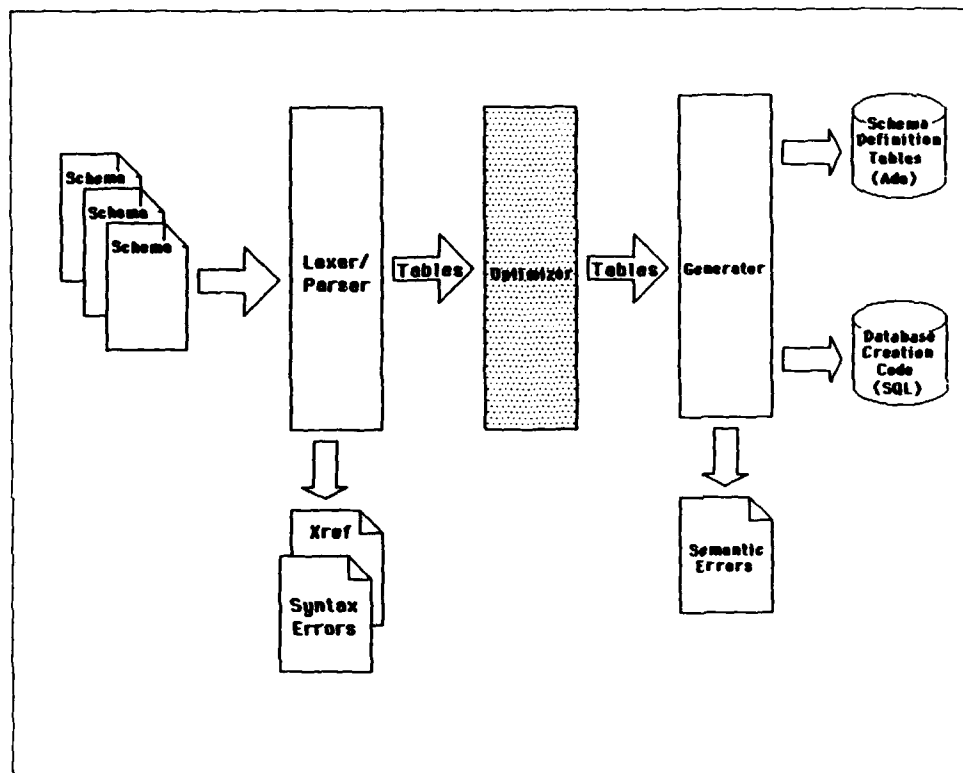 Schema
Schema
Schema
Lexer/
Parser
Tables
Optimizer
Tables
Generator
Schema
Definition
Tables
(Ada)
Database
Creation
Code
(SQL)
Xref
Syntax
Errors
Semantic
Errors